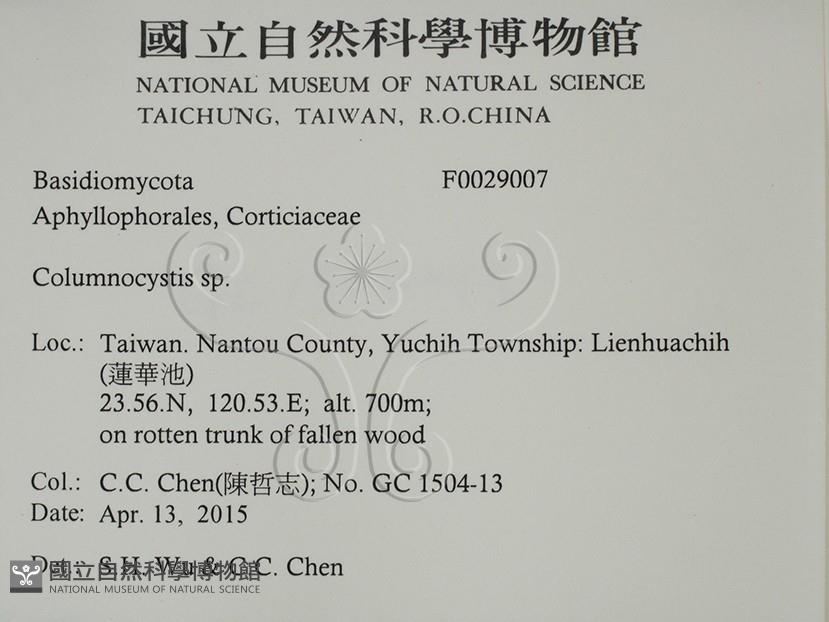 國立自然科學博物館
NATIONAL MUSEUM OF NATURAL SCIENCE
TAICHUNG, TAIWAN, R.O.CHINA
Basidiomycota F0029007
Aphyllophorales, Corticiaceae
Columnocystis sp.
Loc.: Taiwan. Nantou County, Yuchih Township: Lienhuachih
(蓮華池)
23.56.N, 120.53.E; alt. 700m;
on rotten trunk of fallen wood
Col.: C.C. Chen(陳哲志); No. GC 1504-13
Date: Apr. 13, 2015
Det.: S.H. Wu & C.C. Chen
國立自然科學博物館
NATIONAL MUSEUM OF NATURAL SCIENCE